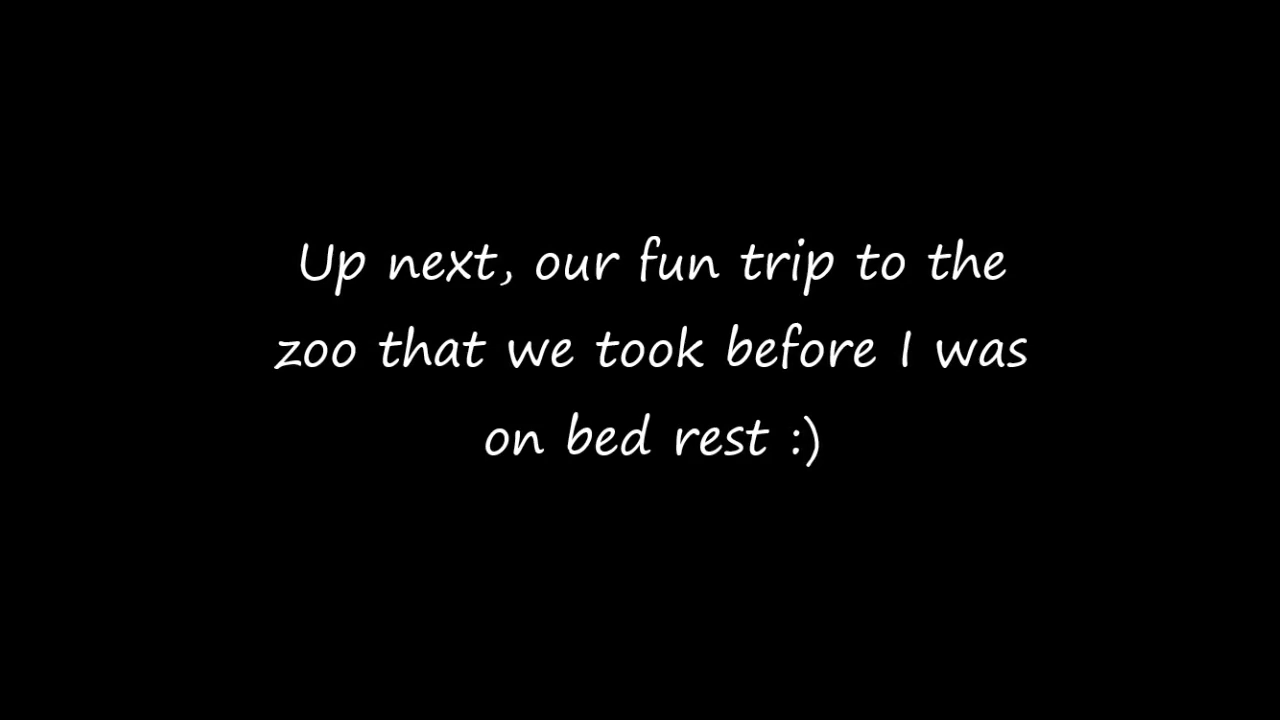 Up next, our fun trip to the
zoo that we took before I was
on bed rest :)